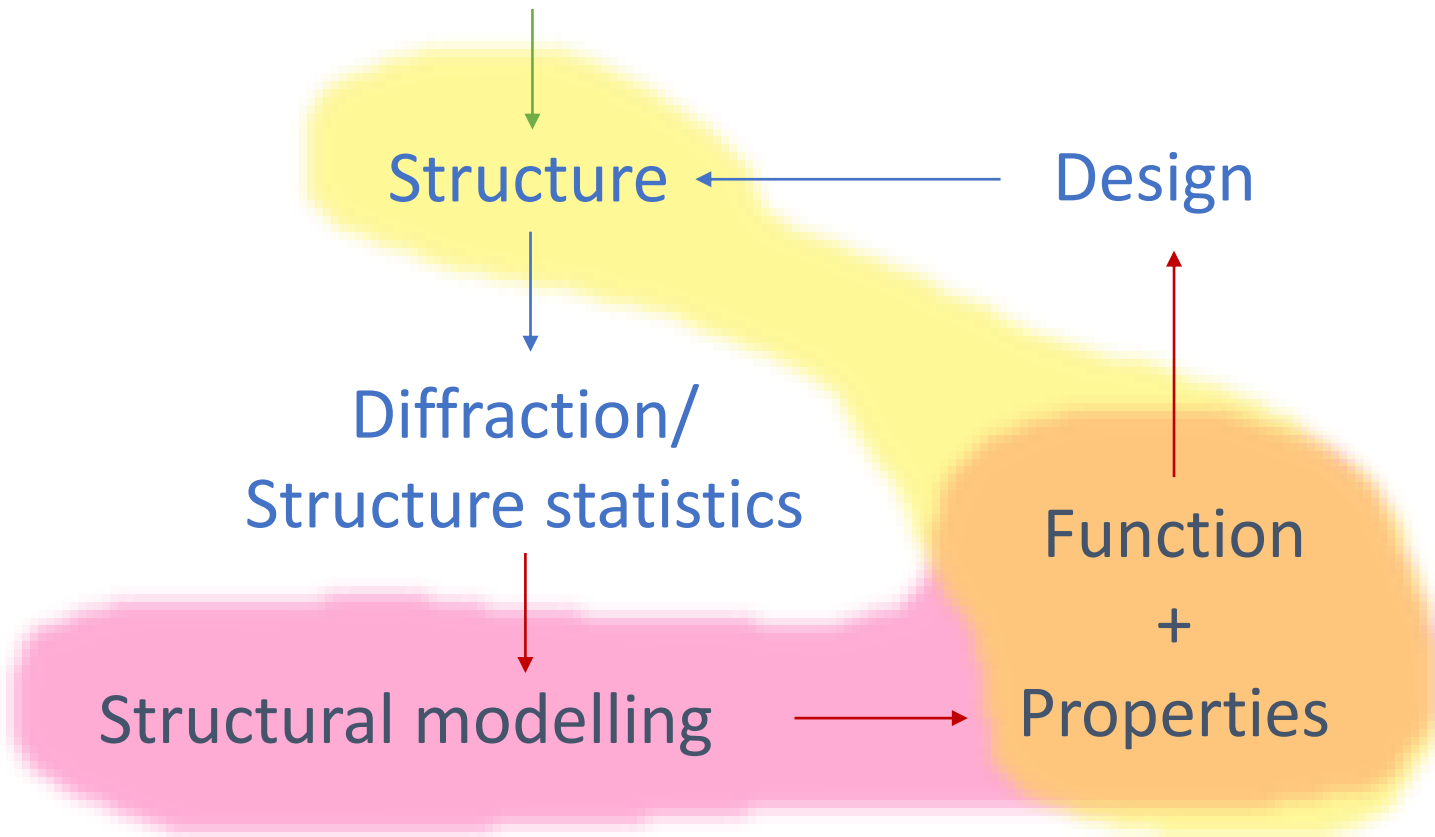 Structure
Design
Diffraction/
Structure statistics
Function
+
Properties
Structural modelling